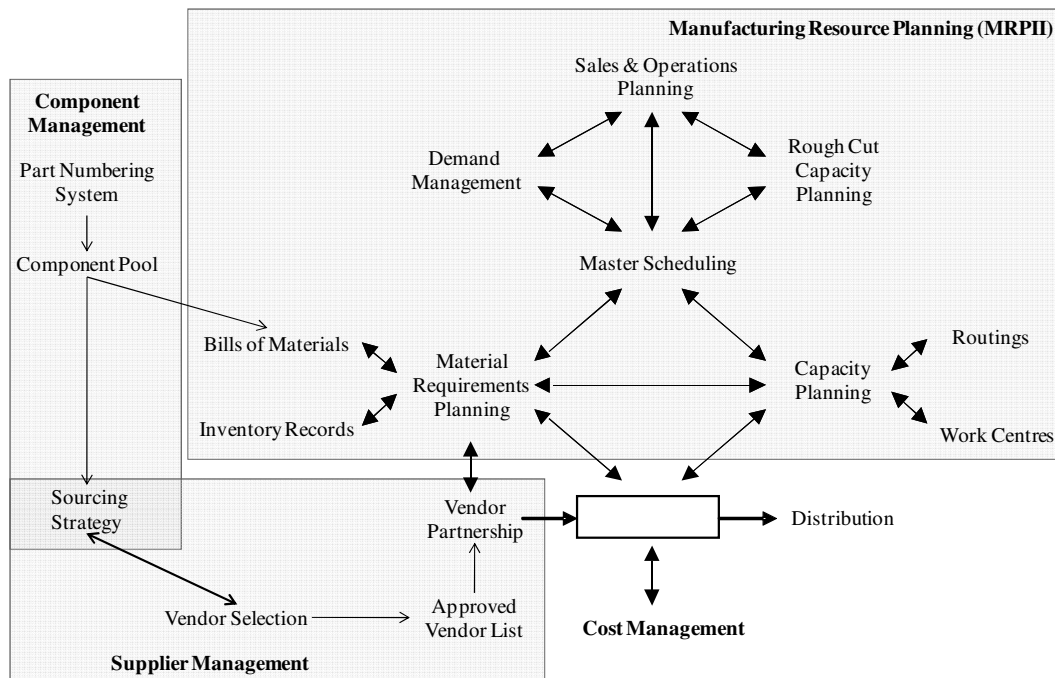 Manufacturing Resource Planning (MRPII)
Sales & Operations
Planning
Component
Management
Demand
Management
Rough Cut
Capacity
Planning
Part Numbering
System
Component Pool
Master Scheduling
Bills of Materials
Material
Requirements
Planning
Capacity
Planning
Routings
Inventory Records
Work Centres
Sourcing
Strategy
Vendor
Partnership
Distribution
Vendor Selection
Approved
Vendor List
Cost Management
Supplier Management